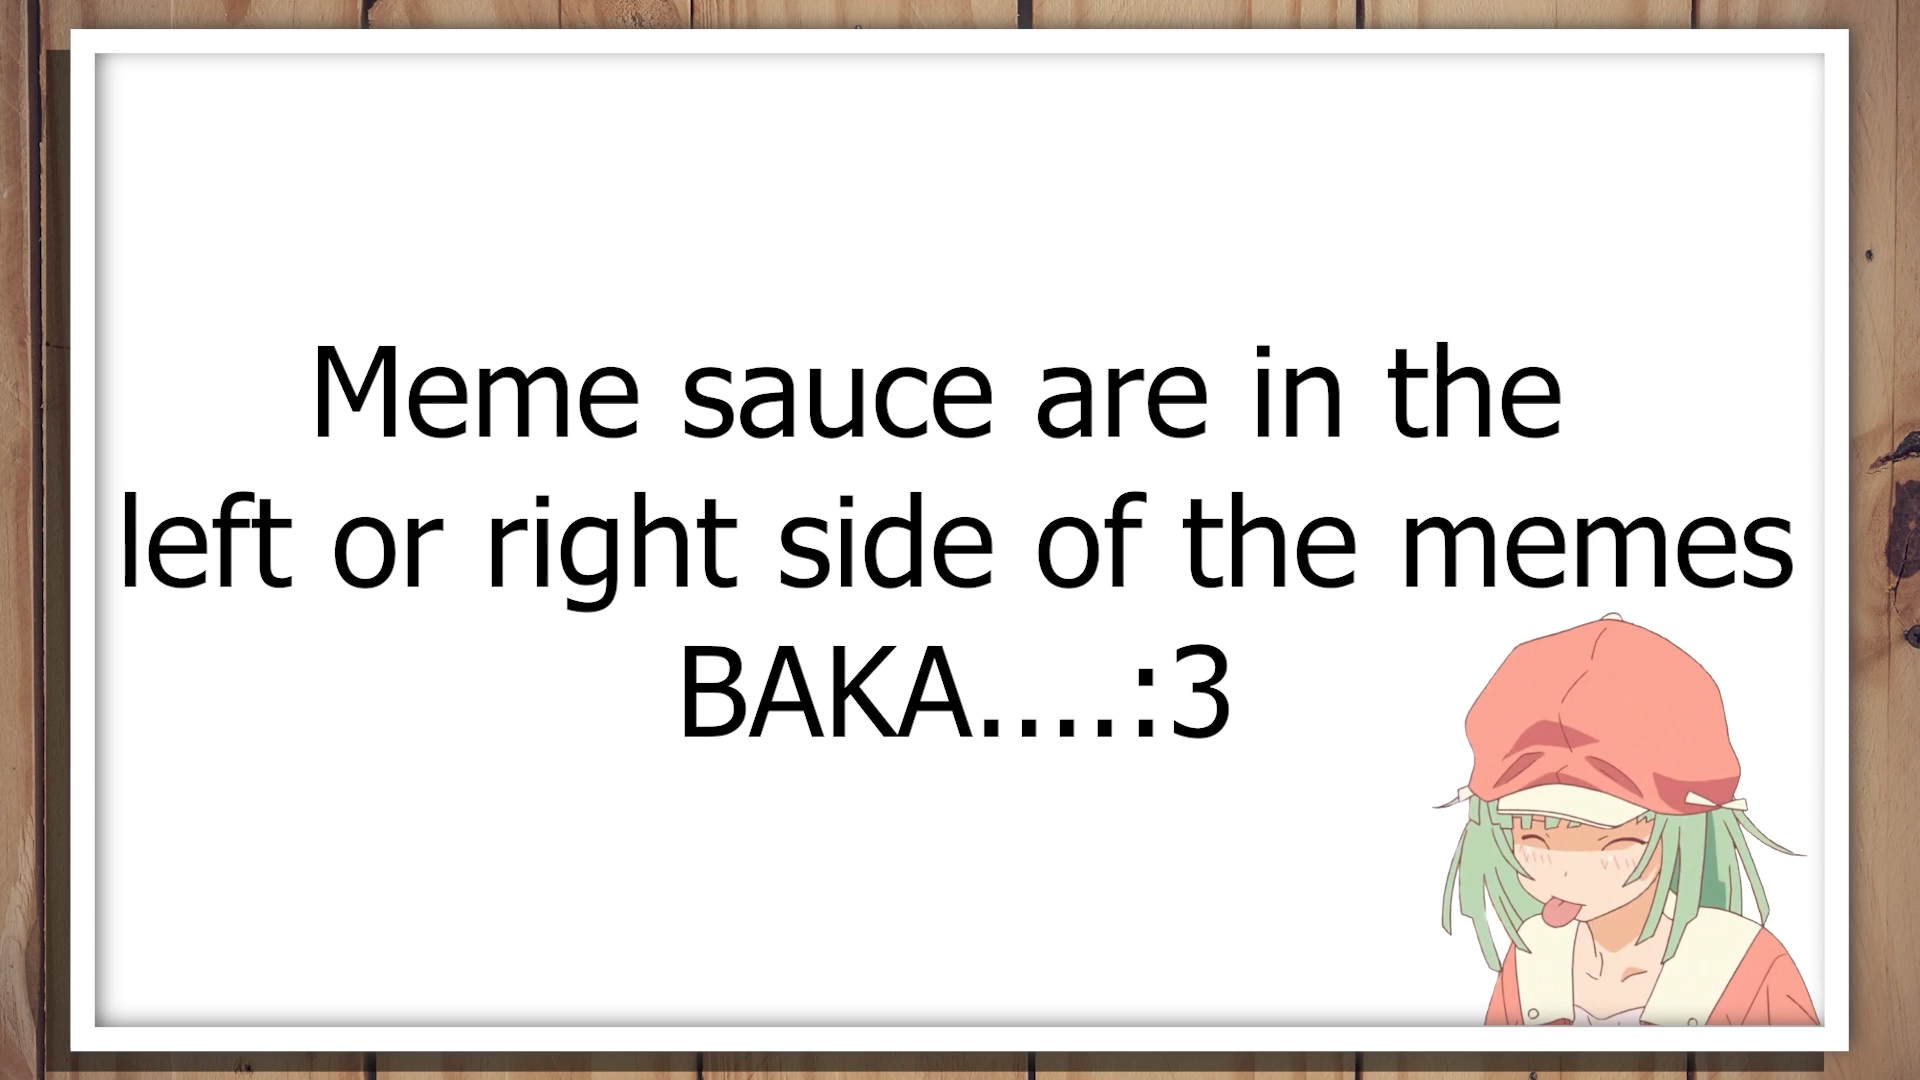 Meme sauce are in the
left or right side of the memes
BAKA....:3